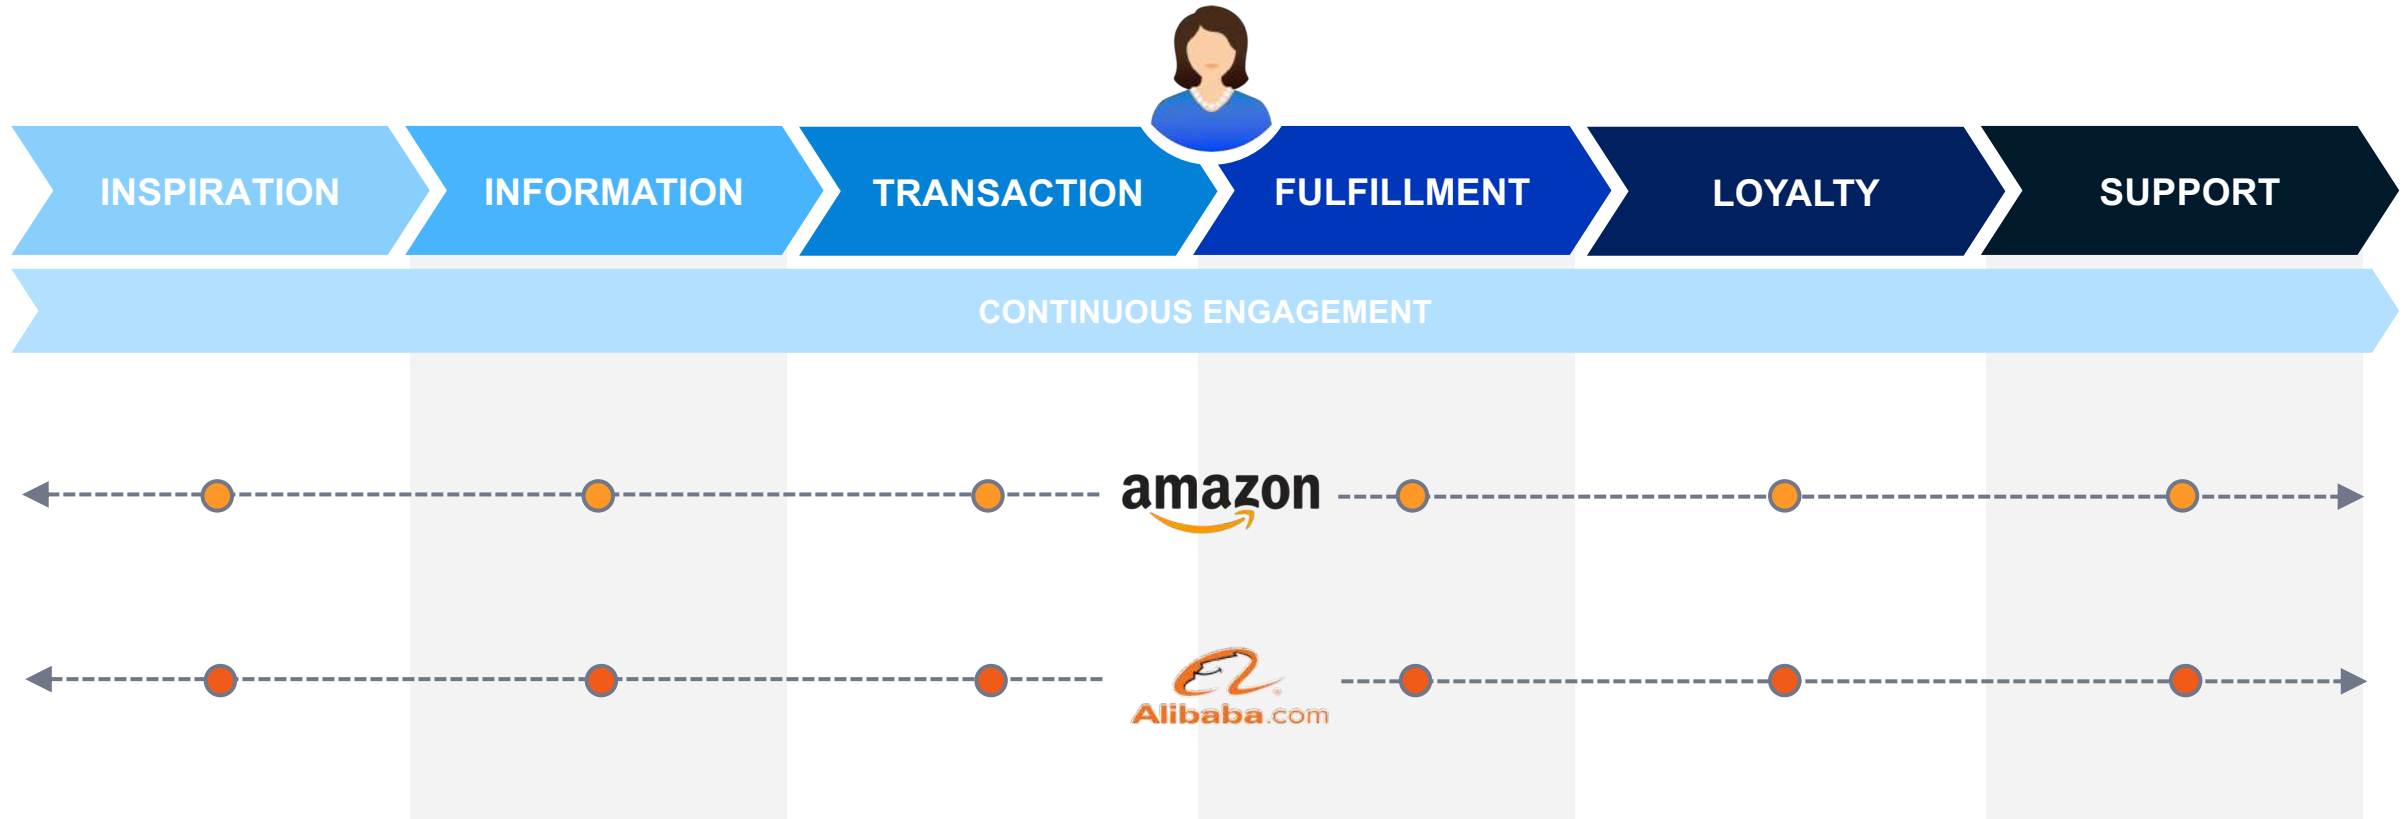 INSPIRATION
INFORMATION
TRANSACTION
FULFILLMENT
LOYALTY
SUPPORT
CONTINUOUS ENGAGEMENT
amazon
Alibaba.com